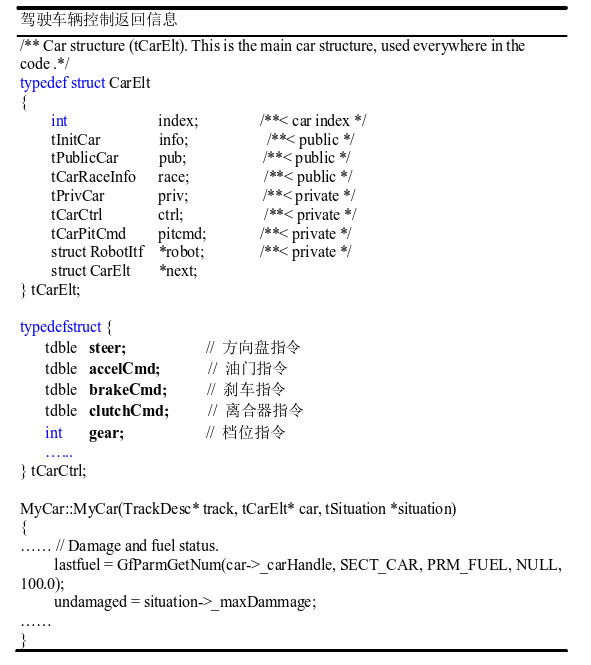 驾驶车辆控制返回信息
/** Car structure (tCarElt). This is the main car structure, used everywhere in the
code .*/
typedef struct CarElt
{
int index; /**< car index */
tInitCar info; /**< public */
tPublicCar pub; /**< public */
tCarRaceInfo race; /**< public */
tPrivCar priv; /**< private */
tCarCtrl ctrl; /**< private */
tCarPitCmd pitcmd; /**< private */
struct RobotItf *robot; /**< private */
struct CarElt *next;
} tCarElt;
typedefstruct {
tdble steer; // 方向盘指令
tdble accelCmd; // 油门指令
tdble brakeCmd; // 刹车指令
tdble clutchCmd; // 离合器指令
int gear; // 档位指令
…...
} tCarCtrl;
MyCar::MyCar(TrackDesc* track, tCarElt* car, tSituation *situation)
{
…… // Damage and fuel status.
lastfuel = GfParmGetNum(car->_carHandle, SECT_CAR, PRM_FUEL, NULL,
100.0);
undamaged = situation->_maxDammage;
……
}